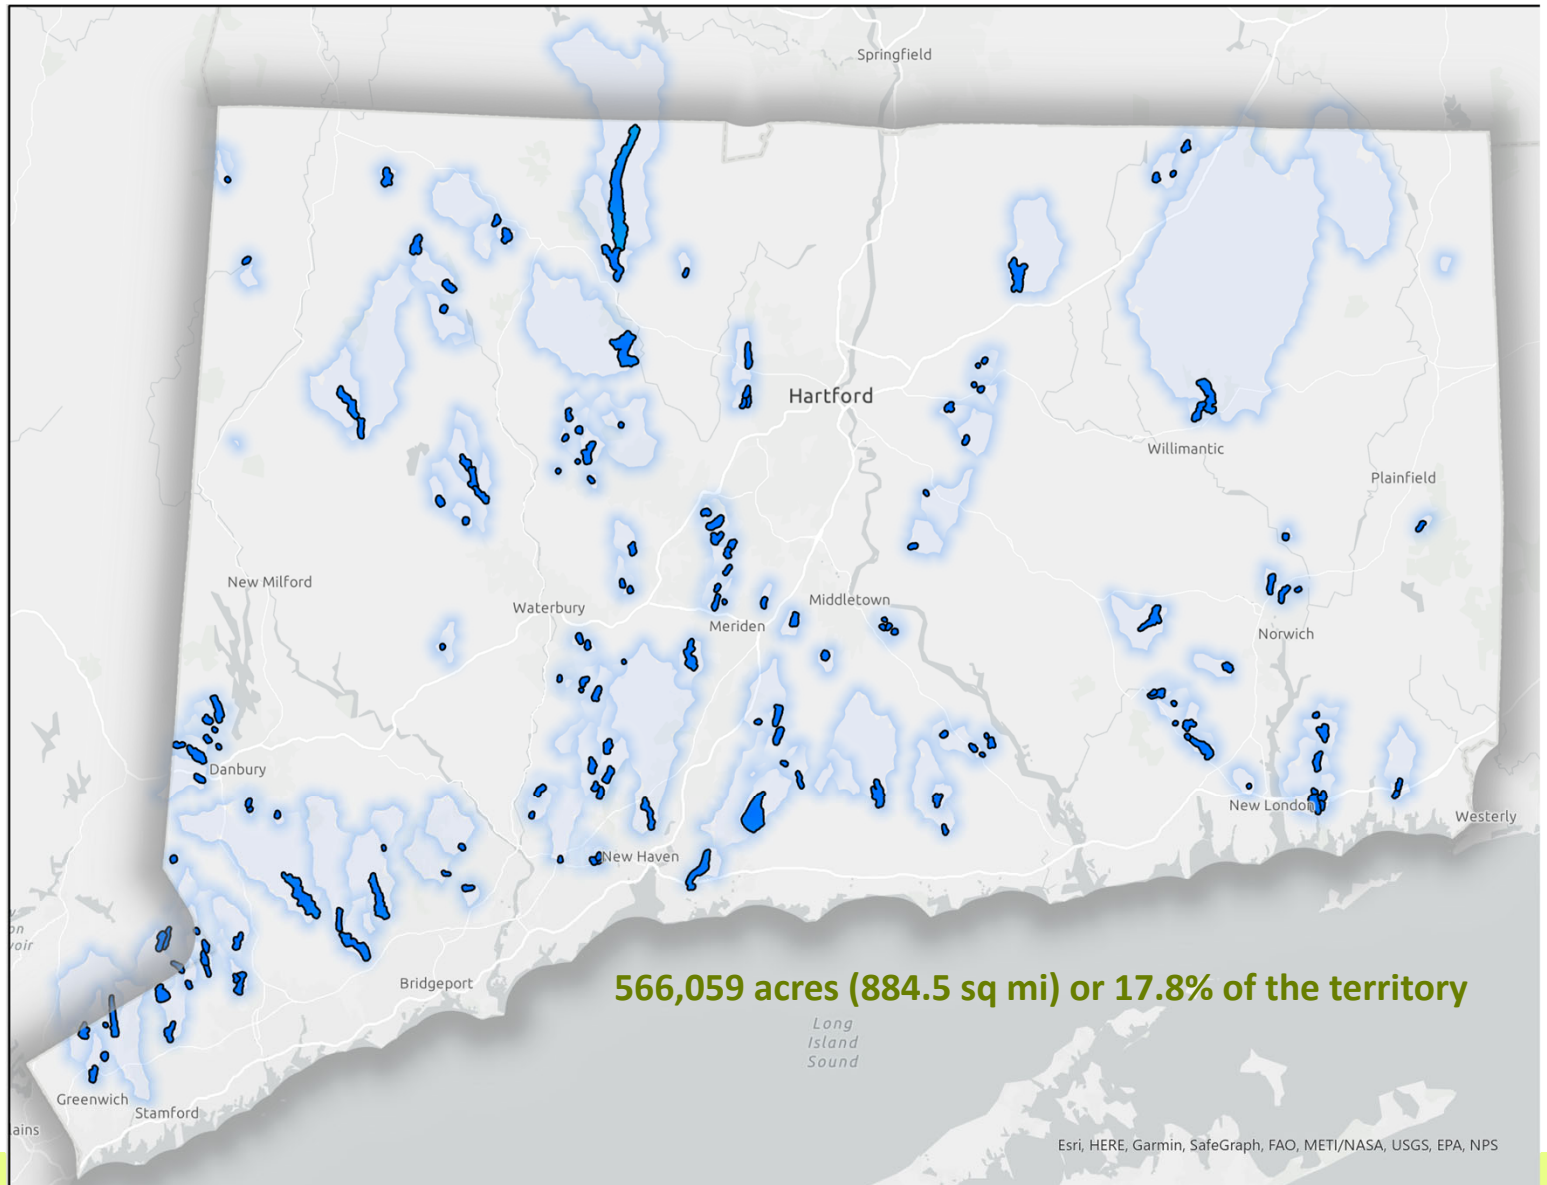 Springfield
Hartford
Willimantic
Plainfield
New Milford
Waterbury
Middletown
Meriden
Norwich
Danbury
New London
Westerly
New Haven
Bridgeport
566,059 acres (884.5 sq mi) or 17.8% of the territory
Long
Island
Sound
Greenwich
Stamford
Esri, HERE, Garmin, SafeGraph, FAO, METI/NASA, USGS, EPA, NPS